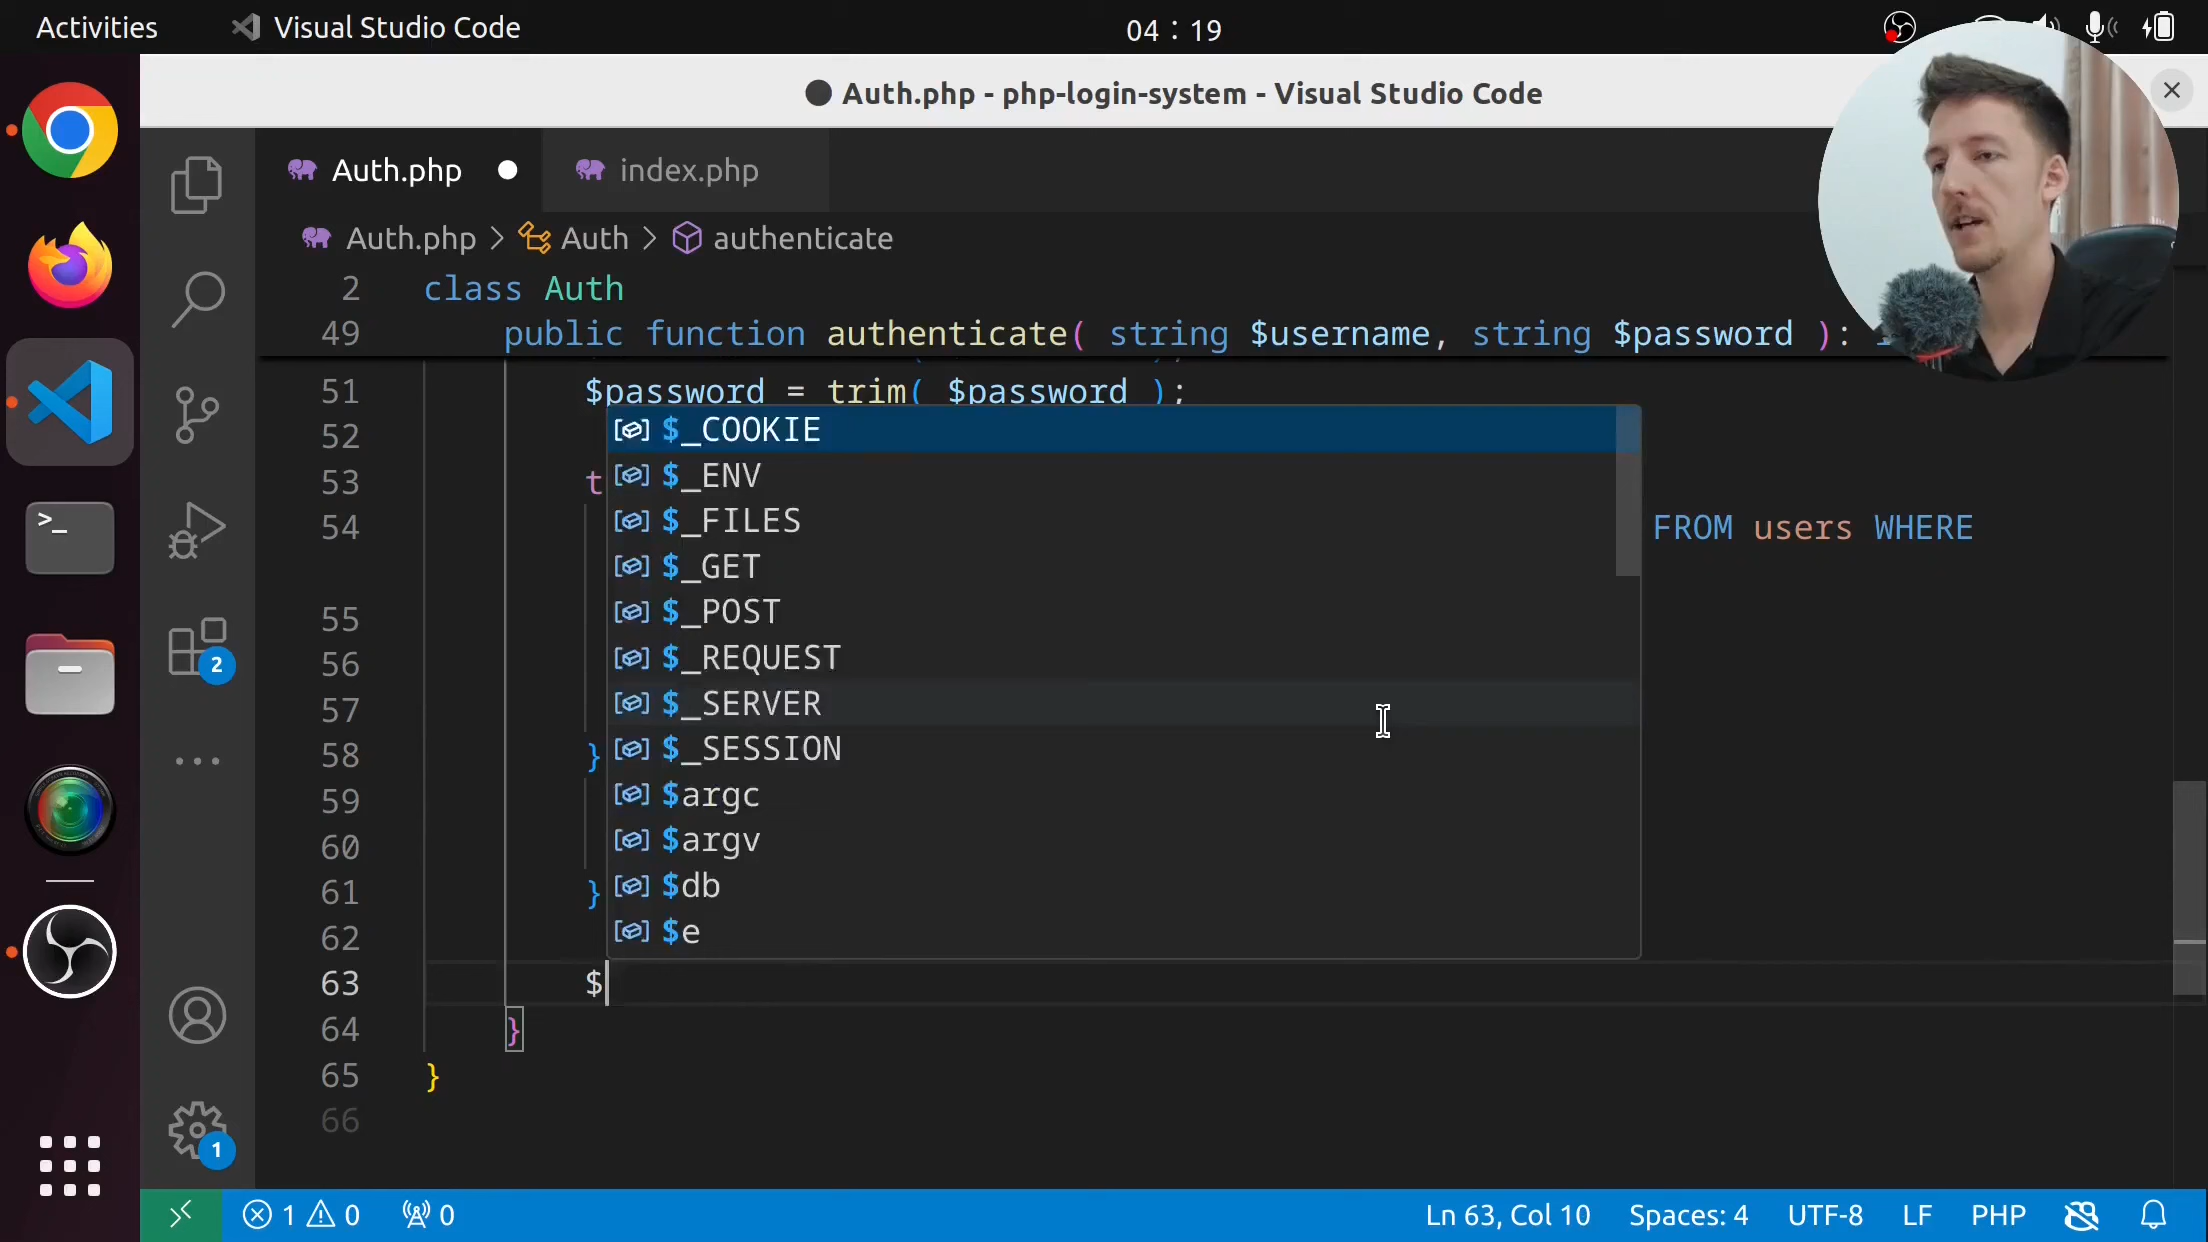 Activities
Visual Studio Code
04 : 19
Auth.php - php-login-system - Visual Studio Code
Auth.php
index.php
Auth.php > Auth > authenticate
2 class Auth
49 public function authenticate( string $username, string $password ):
51 $password = trim( $password );
52
53 t
54 FROM users WHERE
55
56
57
58 }
59
60
61 }
62
63 $
64 }
65 }
66
$_COOKIE
$_ENV
$_FILES
$_GET
$_POST
$_REQUEST
$_SERVER
$_SESSION
$argc
$argv
$db
$e
2
1
1 0 0
Ln 63, Col 10
Spaces: 4
UTF-8
LF
PHP